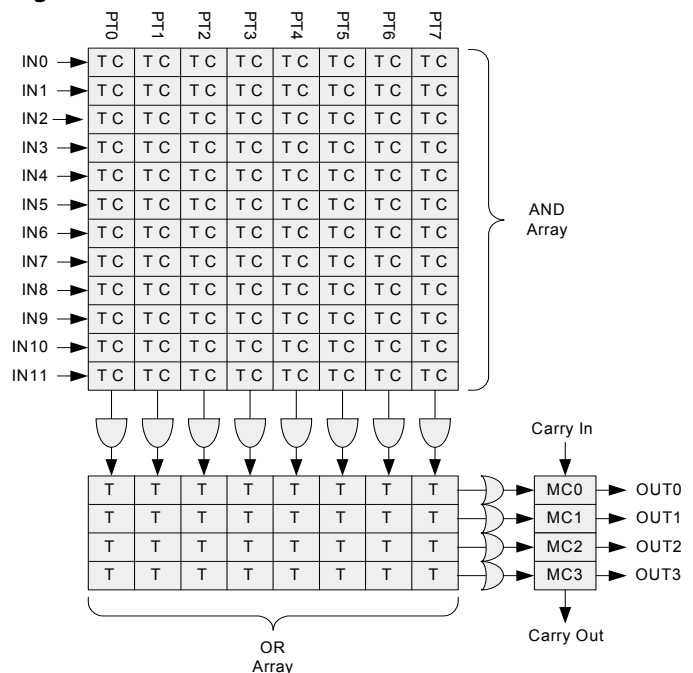 PT0 PT1 PT2 PT3 PT4 PT5 PT6 PT7
IN0 T C T C T C T C T C T C T C T C
IN1 T C T C T C T C T C T C T C T C
IN2 T C T C T C T C T C T C T C T C
IN3 T C T C T C T C T C T C T C T C
IN4 T C T C T C T C T C T C T C T C
IN5 T C T C T C T C T C T C T C T C
IN6 T C T C T C T C T C T C T C T C
IN7 T C T C T C T C T C T C T C T C
IN8 T C T C T C T C T C T C T C T C
IN9 T C T C T C T C T C T C T C T C
IN10 T C T C T C T C T C T C T C T C
IN11 T C T C T C T C T C T C T C T C
AND
Array
Carry In
T T T T T T T T MC0 OUT0
T T T T T T T T MC1 OUT1
T T T T T T T T MC2 OUT2
T T T T T T T T MC3 OUT3
Carry Out
OR
Array